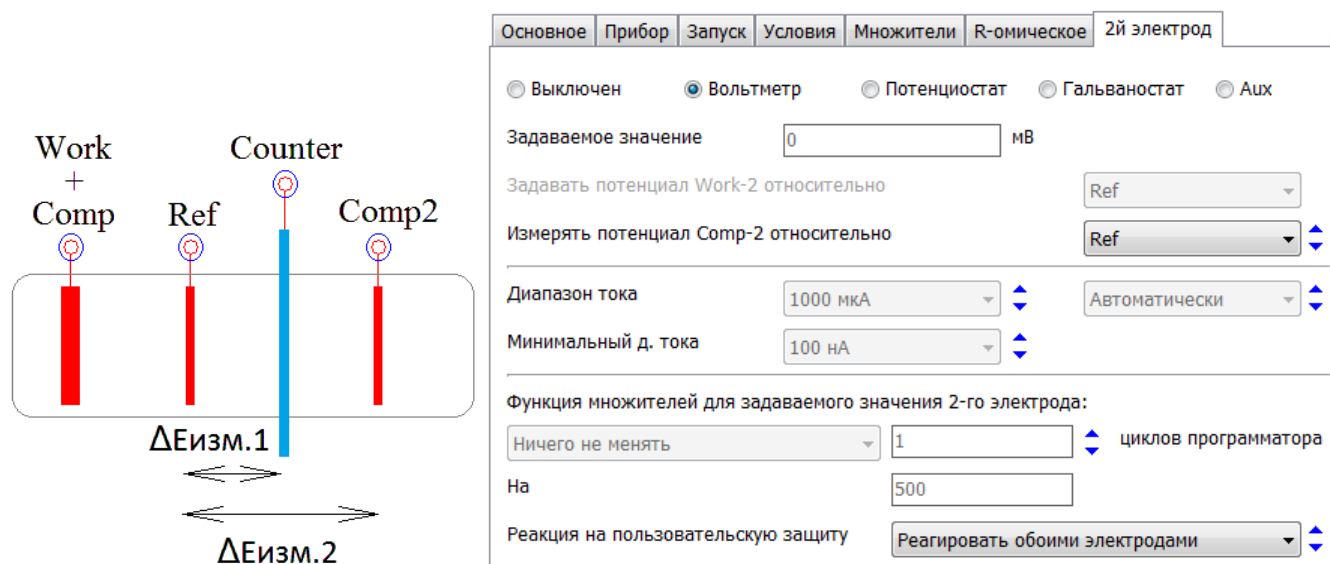 Work
+
Comp
Ref
Counter
Comp2
ΔEизм.1
ΔEизм.2
Основное Прибор Запуск Условия Множители R-омическое 2й электрод
Выключен Вольтметр Потенциостат Гальваностат Aux
Задаваемое значение 0 мВ
Задавать потенциал Work-2 относительно Ref
Измерять потенциал Comp-2 относительно Ref
Диапазон тока 1000 мкА Автоматически
Минимальный д. тока 100 нА
Функция множителей для задаваемого значения 2-го электрода:
Ничего не менять 1 циклов программатора
На 500
Реакция на пользовательскую защиту Реагировать обоими электродами